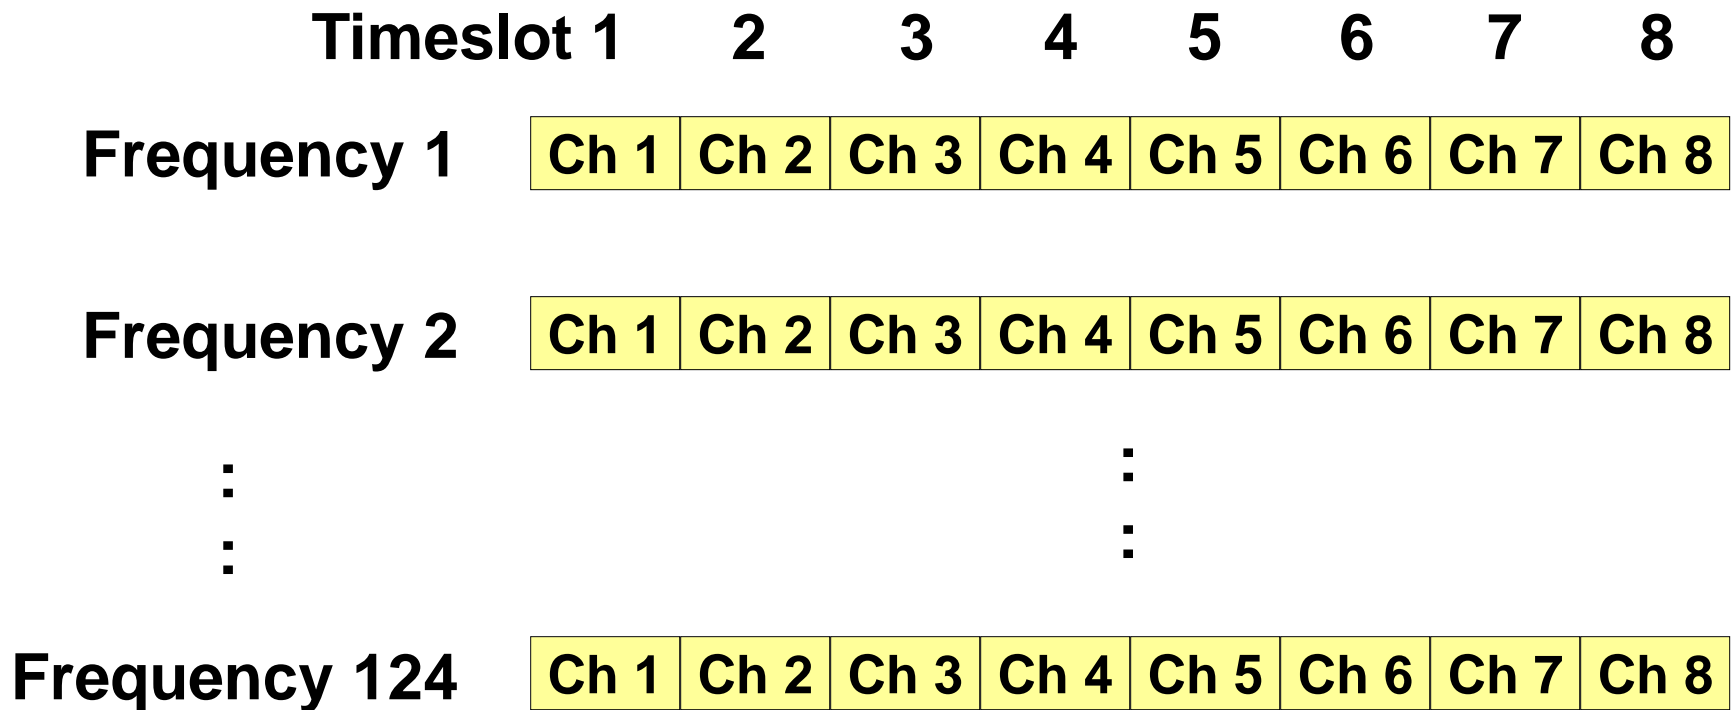 Timeslot 1 2 3 4 5 6 7 8
Frequency 1 Ch 1 Ch 2 Ch 3 Ch 4 Ch 5 Ch 6 Ch 7 Ch 8
Frequency 2 Ch 1 Ch 2 Ch 3 Ch 4 Ch 5 Ch 6 Ch 7 Ch 8
: :
: :
Frequency 124 Ch 1 Ch 2 Ch 3 Ch 4 Ch 5 Ch 6 Ch 7 Ch 8